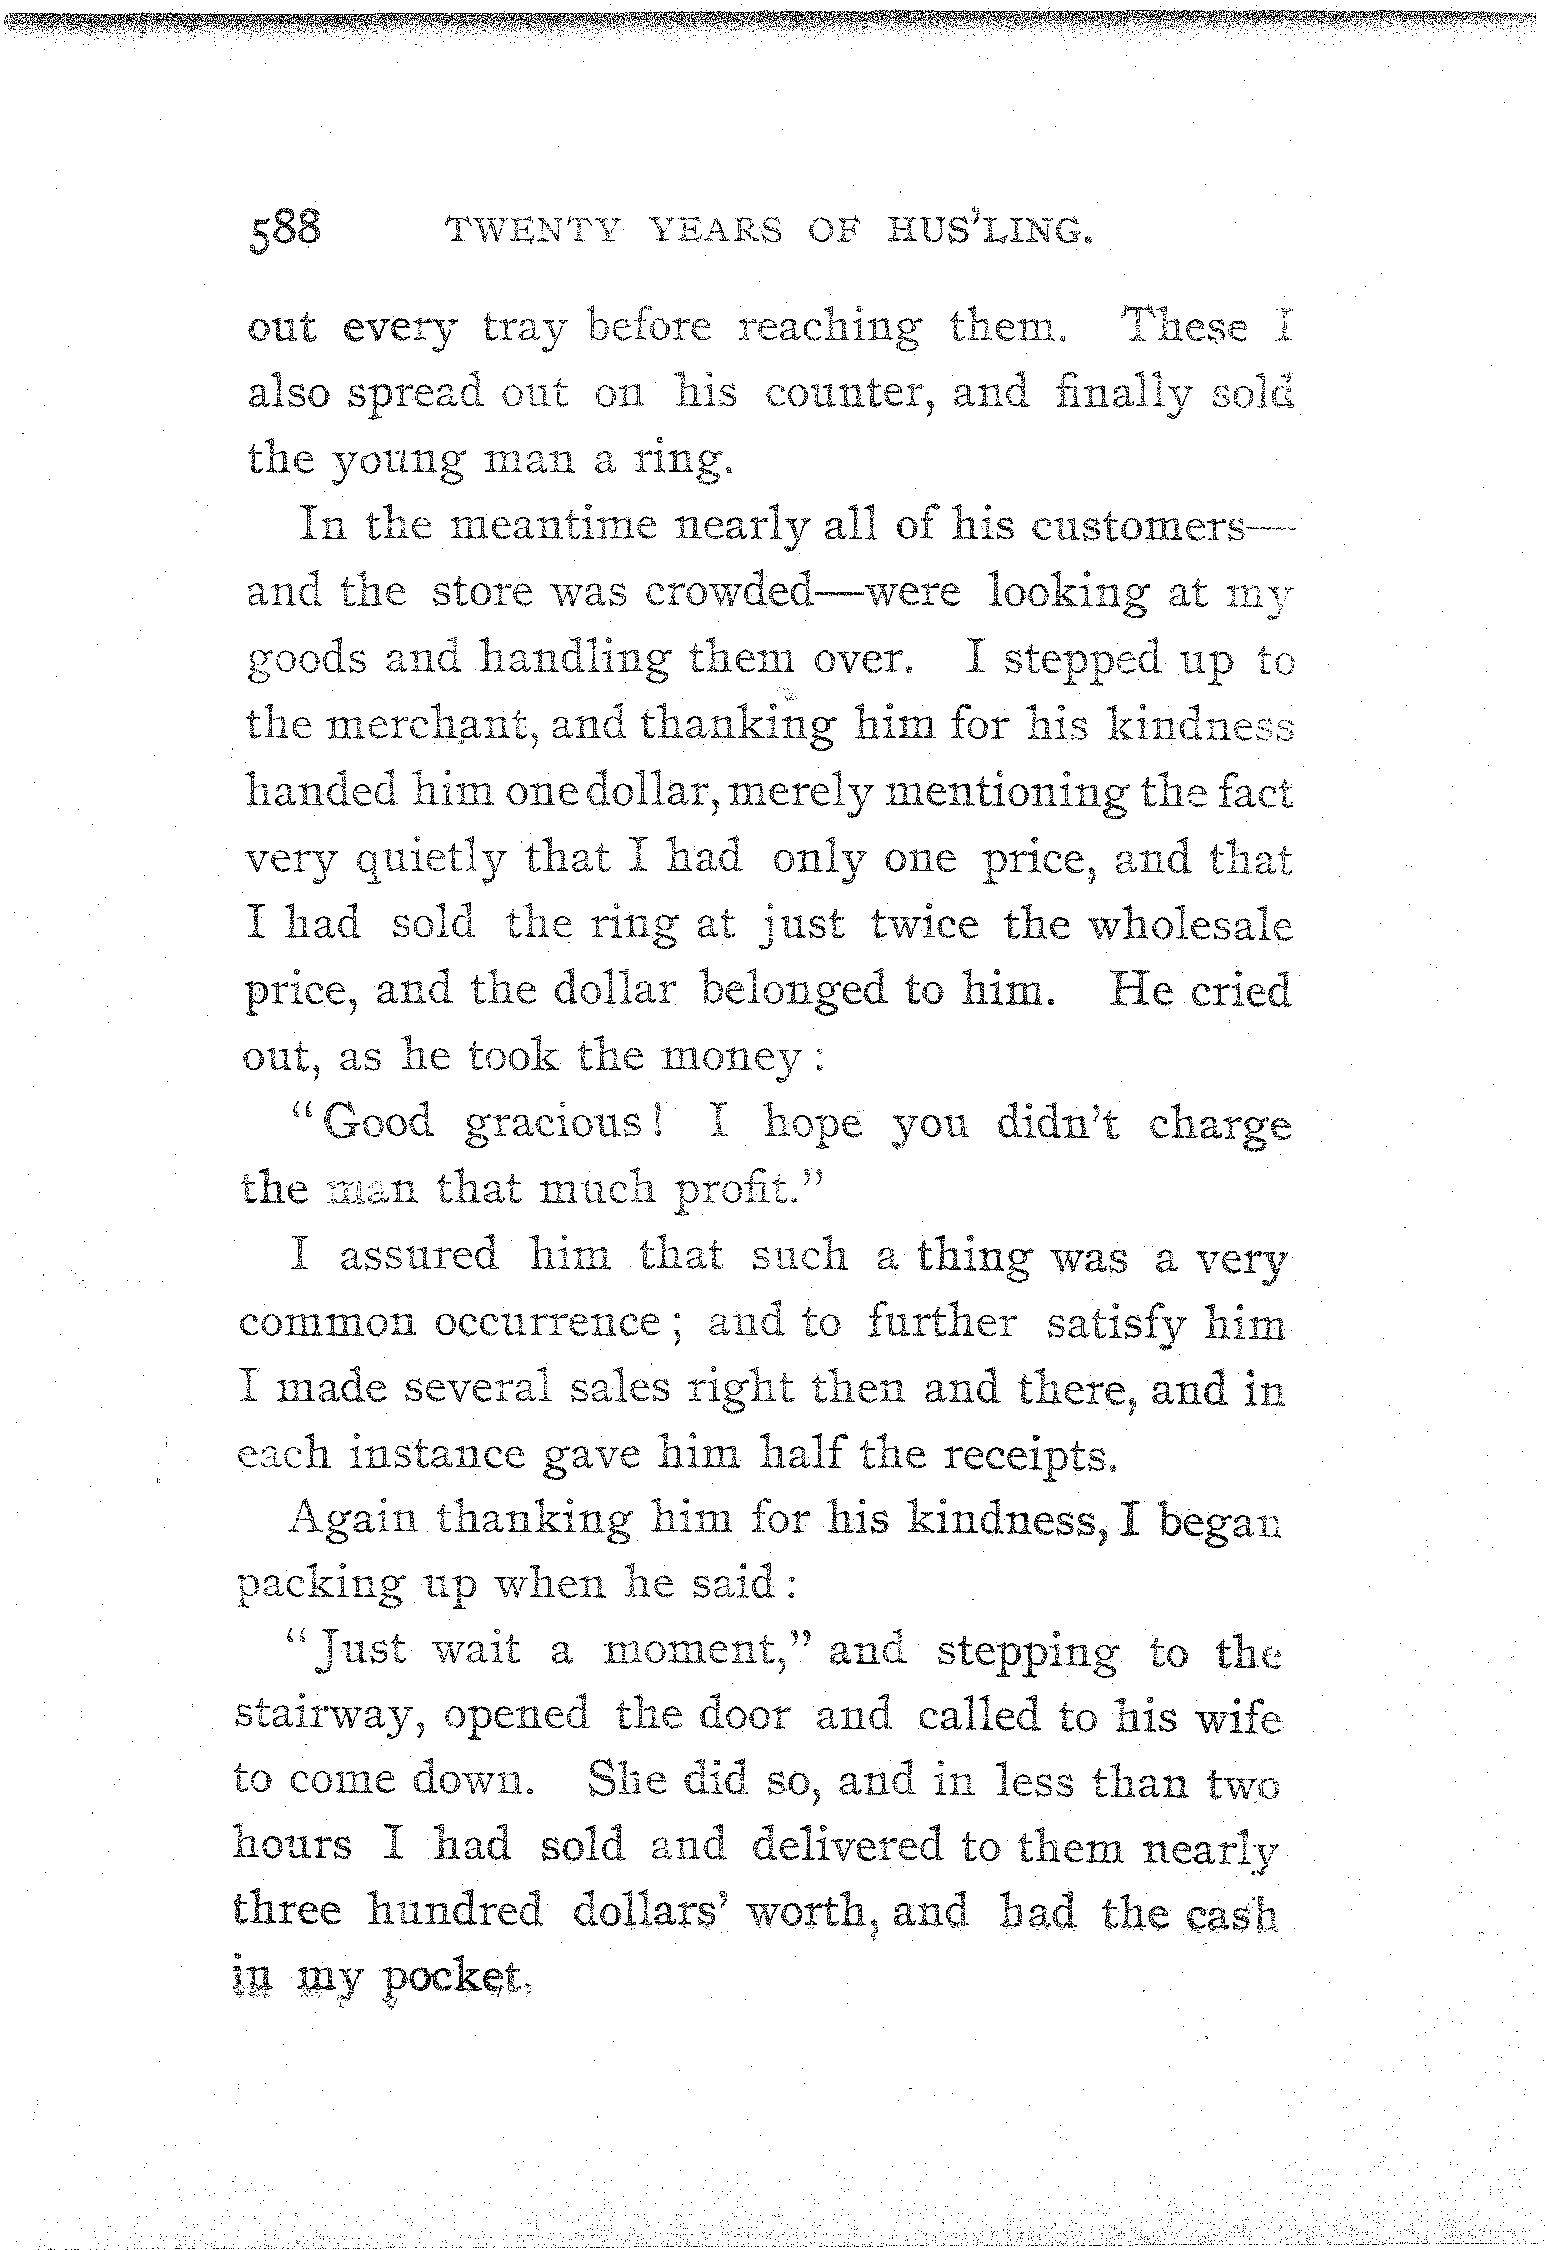 588 TWENTY YEARS OF HUS'LING.
out every tray before reaching them. These I
also spread out on his counter, and finally sold
the young man a ring.
In the meantime nearly all of his customers—
and the store was crowded—were looking at my
goods and handling them over. I stepped up to
the merchant, and thanking him for his kindness
handed him one dollar, merely mentioning the fact
very quietly that I had only one price, and that
I had sold the ring at just twice the wholesale
price, and the dollar belonged to him. He cried
out, as he took the money:
"Good gracious! I hope you didn't charge
the man that much profit."
I assured him that such a thing was a very
common occurrence; and to further satisfy him
I made several sales right then and there, and in
each instance gave him half the receipts.
Again thanking him for his kindness, I began
packing up when he said:
"Just wait a moment," and stepping to the
stairway, opened the door and called to his wife
to come down. She did so, and in less than two
hours I had sold and delivered to them nearly
three hundred dollars' worth, and had the cash
in my pocket.